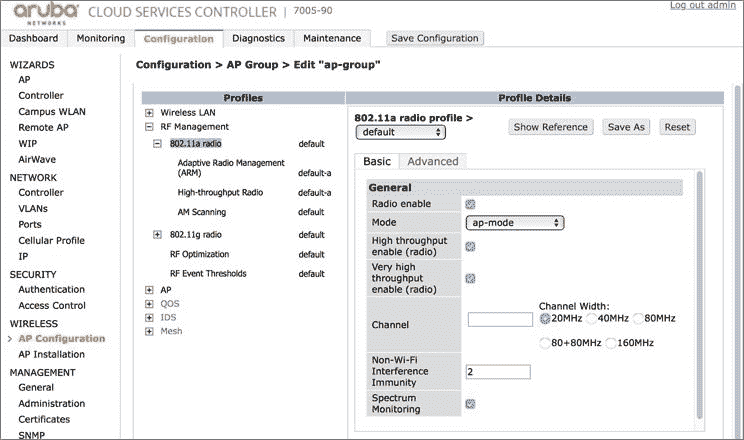 Log out admin
aruba
NETWORKS
CLOUD SERVICES CONTROLLER | 7005-90
Dashboard Monitoring Configuration Diagnostics Maintenance Save Configuration
WIZARDS
AP
Controller
Campus WLAN
Remote AP
WIP
AirWave
NETWORK
Controller
VLANs
Ports
Cellular Profile
IP
SECURITY
Authentication
Access Control
WIRELESS
> AP Configuration
AP Installation
MANAGEMENT
General
Administration
Certificates
SNMP
Configuration > AP Group > Edit "ap-group"
Profiles
Wireless LAN
RF Management
802.11a radio default
Adaptive Radio Management
(ARM) default-a
High-throughput Radio default-a
AM Scanning default
802.11g radio default
RF Optimization default
RF Event Thresholds default
AP
QOS
IDS
Mesh
Profile Details
802.11a radio profile >
default
Show Reference Save As Reset
Basic Advanced
General
Radio enable
Mode ap-mode
High throughput
enable (radio)
Very high
throughput
enable (radio)
Channel
Channel Width:
20MHz 40MHz 80MHz
80+80MHz 160MHz
Non-Wi-Fi
Interference
Immunity
2
Spectrum
Monitoring